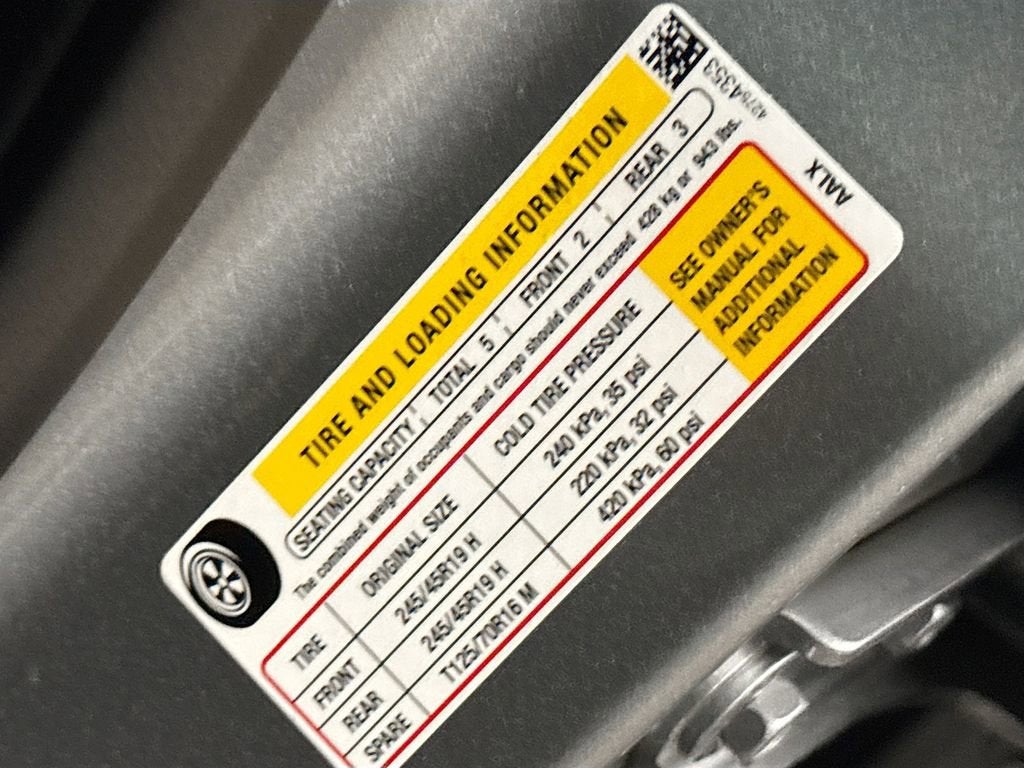 TIRE AND LOADING INFORMATION
SEATING CAPACITY TOTAL 5 FRONT 2 REAR 3
The combined weight of occupants and cargo should never exceed 428 kg or 943 lbs.
TIRE ORIGINAL SIZE COLD TIRE PRESSURE
FRONT 245/45R19 H 240 kPa, 35 psi
REAR 245/45R19 H 220 kPa, 32 psi
SPARE T125/70R16 M 420 kPa, 60 psi
SEE OWNER'S
MANUAL FOR
ADDITIONAL
INFORMATION
AALX